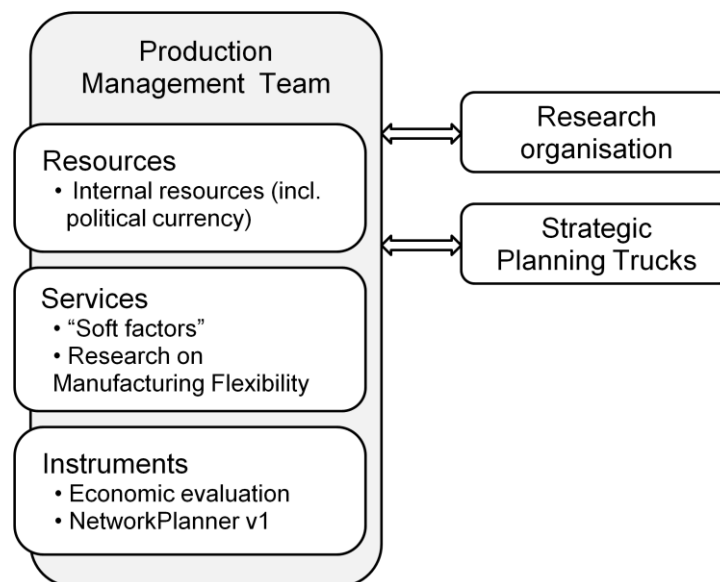 Production
Management Team
Resources
• Internal resources (incl.
political currency)
Services
• “Soft factors”
• Research on
Manufacturing Flexibility
Instruments
• Economic evaluation
• NetworkPlanner v1
Research
organisation
Strategic
Planning Trucks